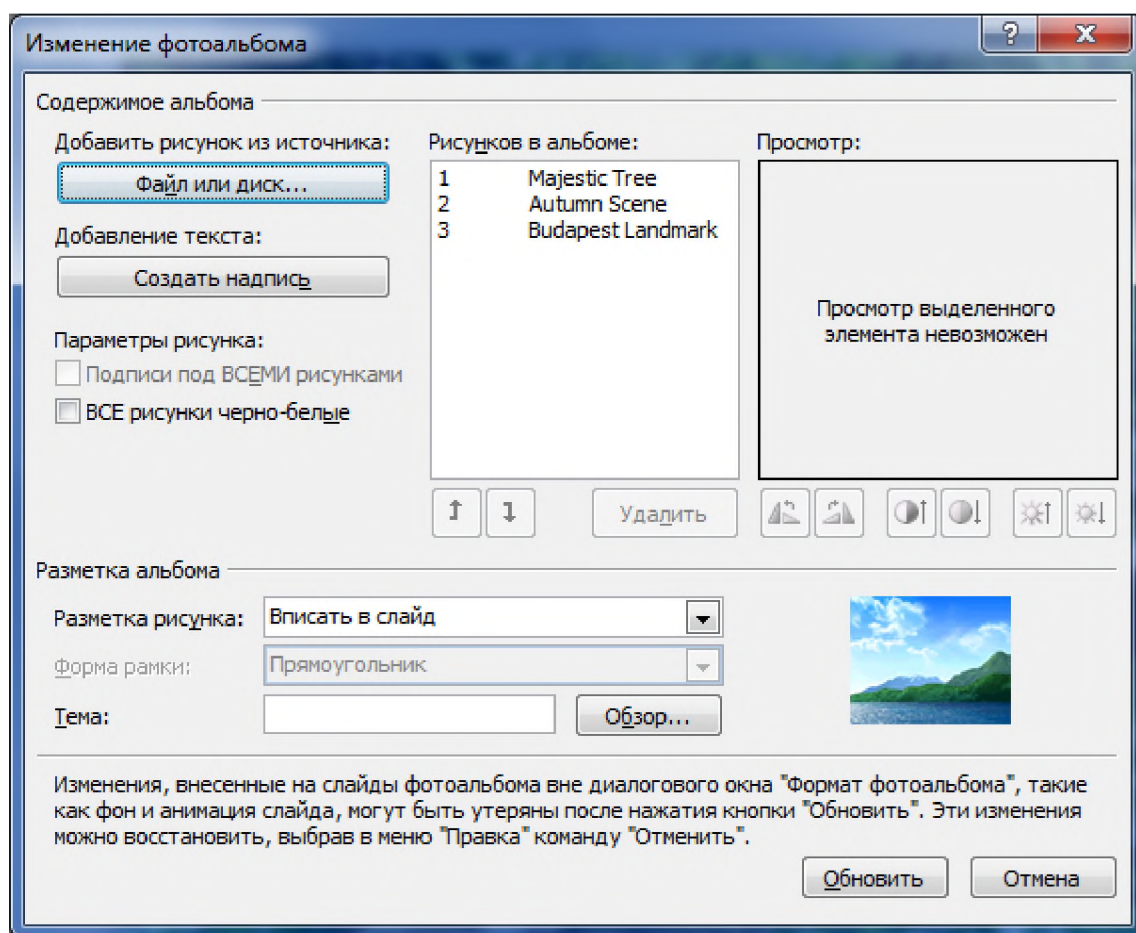 Изменение фотоальбома
Содержимое альбома
Добавить рисунок из источника:
Файл или диск...
Добавление текста:
Создать надпись
Параметры рисунка:
Подписи под ВСЕМИ рисунками
ВСЕ рисунки черно-белые
Рисунков в альбоме:
1 Majestic Tree
2 Autumn Scene
3 Budapest Landmark
Удалить
Просмотр:
Просмотр выделенного
элемента невозможен
Разметка альбома
Разметка рисунка: Вписать в слайд
Форма рамки: Прямоугольник
Тема: Обзор...
Изменения, внесенные на слайды фотоальбома вне диалогового окна "Формат фотоальбома", такие
как фон и анимация слайда, могут быть утеряны после нажатия кнопки "Обновить". Эти изменения
можно восстановить, выбрав в меню "Правка" команду "Отменить".
Обновить Отмена